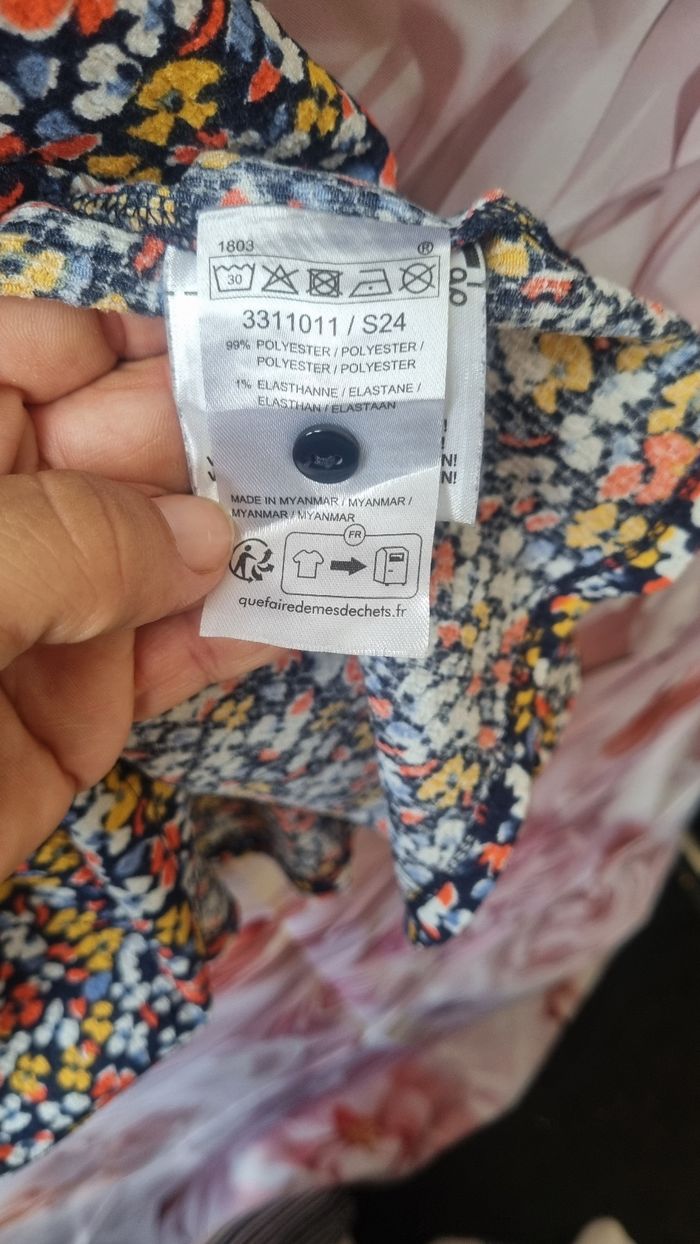 1803 ®
30
3311011 / S24
99% POLYESTER / POLYESTER /
POLYESTER / POLYESTER
1% ELASTHANNE / ELASTANE /
ELASTHAN / ELASTAAN
N!
N!
MADE IN MYANMAR / MYANMAR /
MYANMAR / MYANMAR
FR
quefairedemesdechets.fr